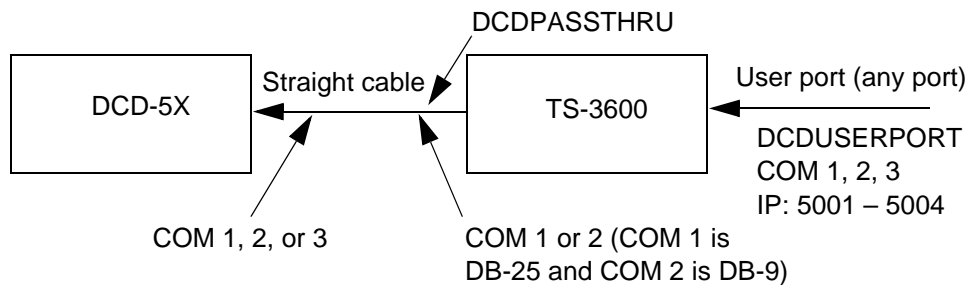 DCDPASSTHRU
DCD-5X
Straight cable
TS-3600
User port (any port)
DCDUSERPORT
COM 1, 2, 3
IP: 5001 – 5004
COM 1, 2, or 3
COM 1 or 2 (COM 1 is
DB-25 and COM 2 is DB-9)